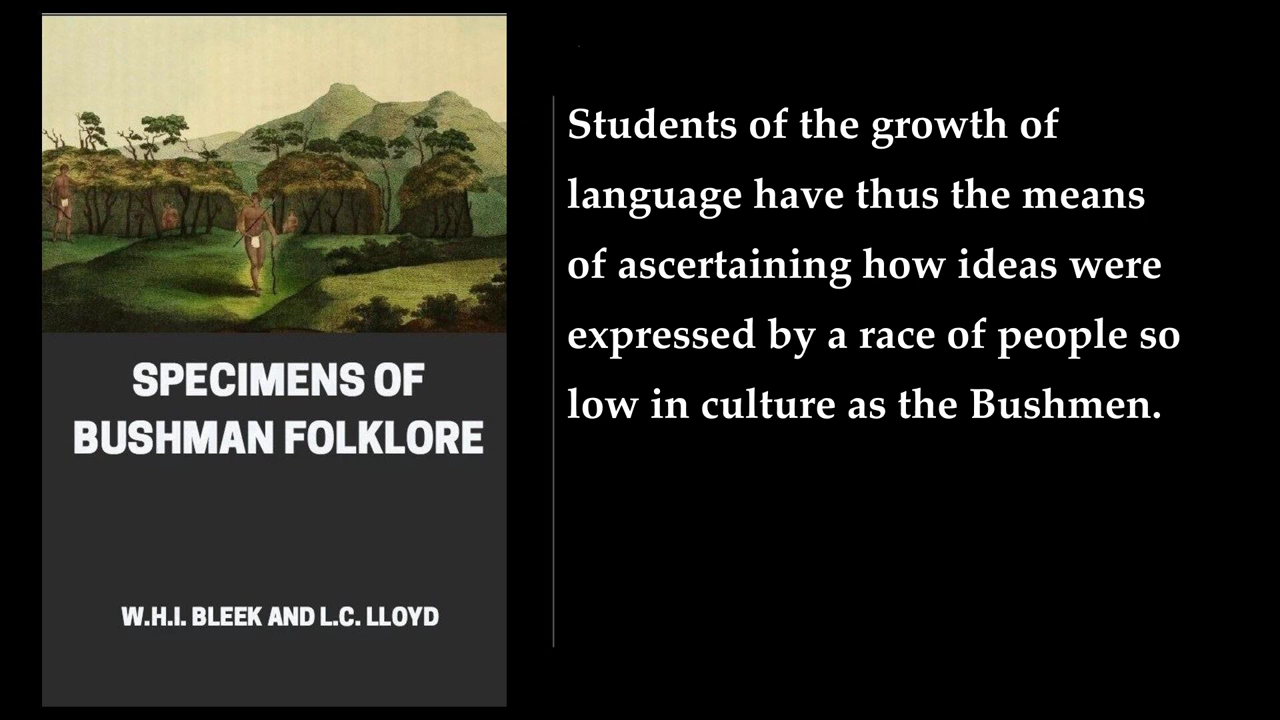 SPECIMENS OF
BUSHMAN FOLKLORE
W.H.I. BLEEK AND L.C. LLOYD
Students of the growth of
language have thus the means
of ascertaining how ideas were
expressed by a race of people so
low in culture as the Bushmen.